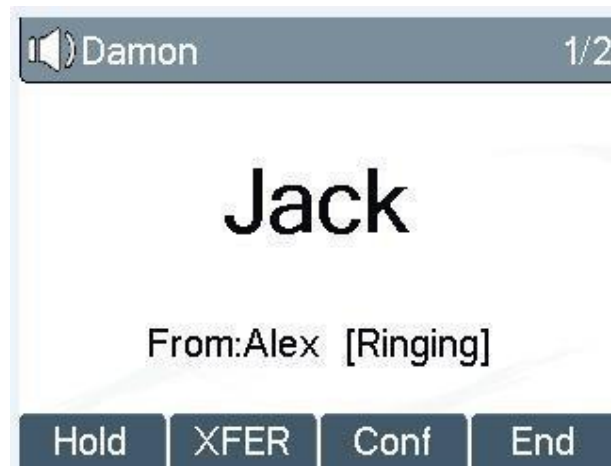 Damon 1/2
Jack
From:Alex [Ringing]
Hold XFER Conf End